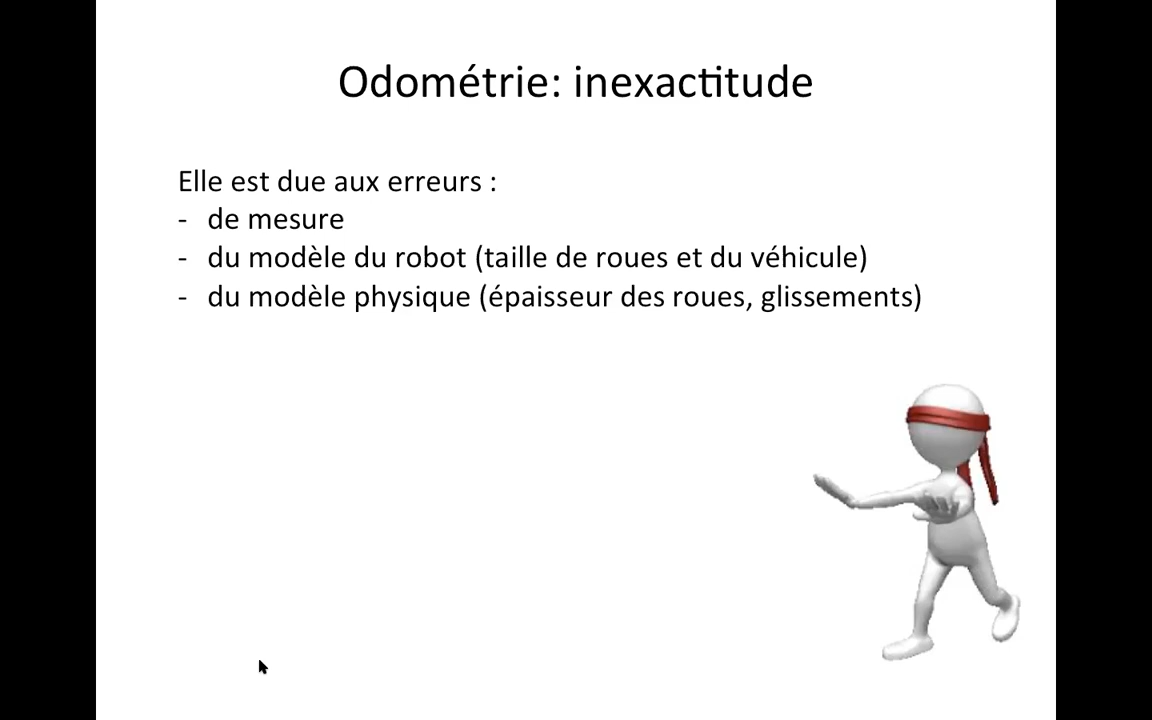 Odométrie: inexactitude
Elle est due aux erreurs :
- de mesure
- du modèle du robot (taille de roues et du véhicule)
- du modèle physique (épaisseur des roues, glissements)